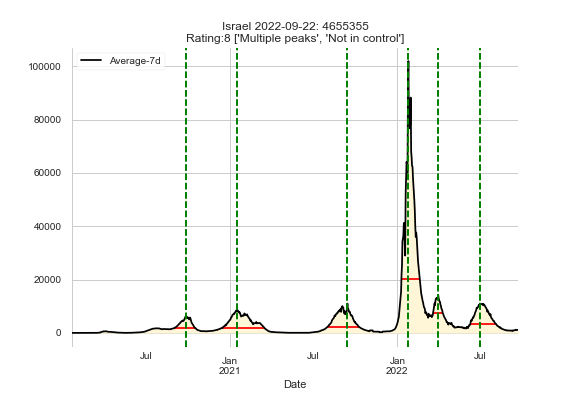 Israel 2022-09-22: 4655355
Rating:8 ['Multiple peaks', 'Not in control']
Average-7d
100000
80000
60000
40000
20000
0
Jul
Jan
2021
Jul
Jan
2022
Jul
Date